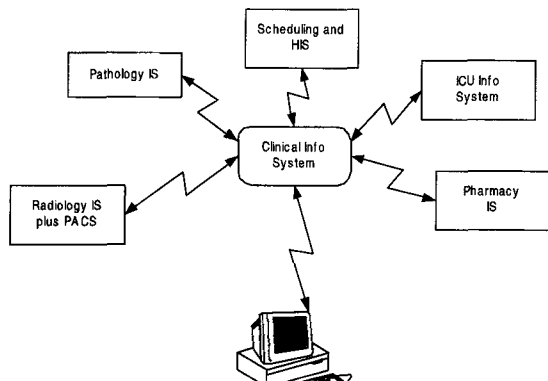 Scheduling and
HIS
Pathology IS
ICU Info
System
Clinical Info
System
Radiology IS
plus PACS
Pharmacy
IS